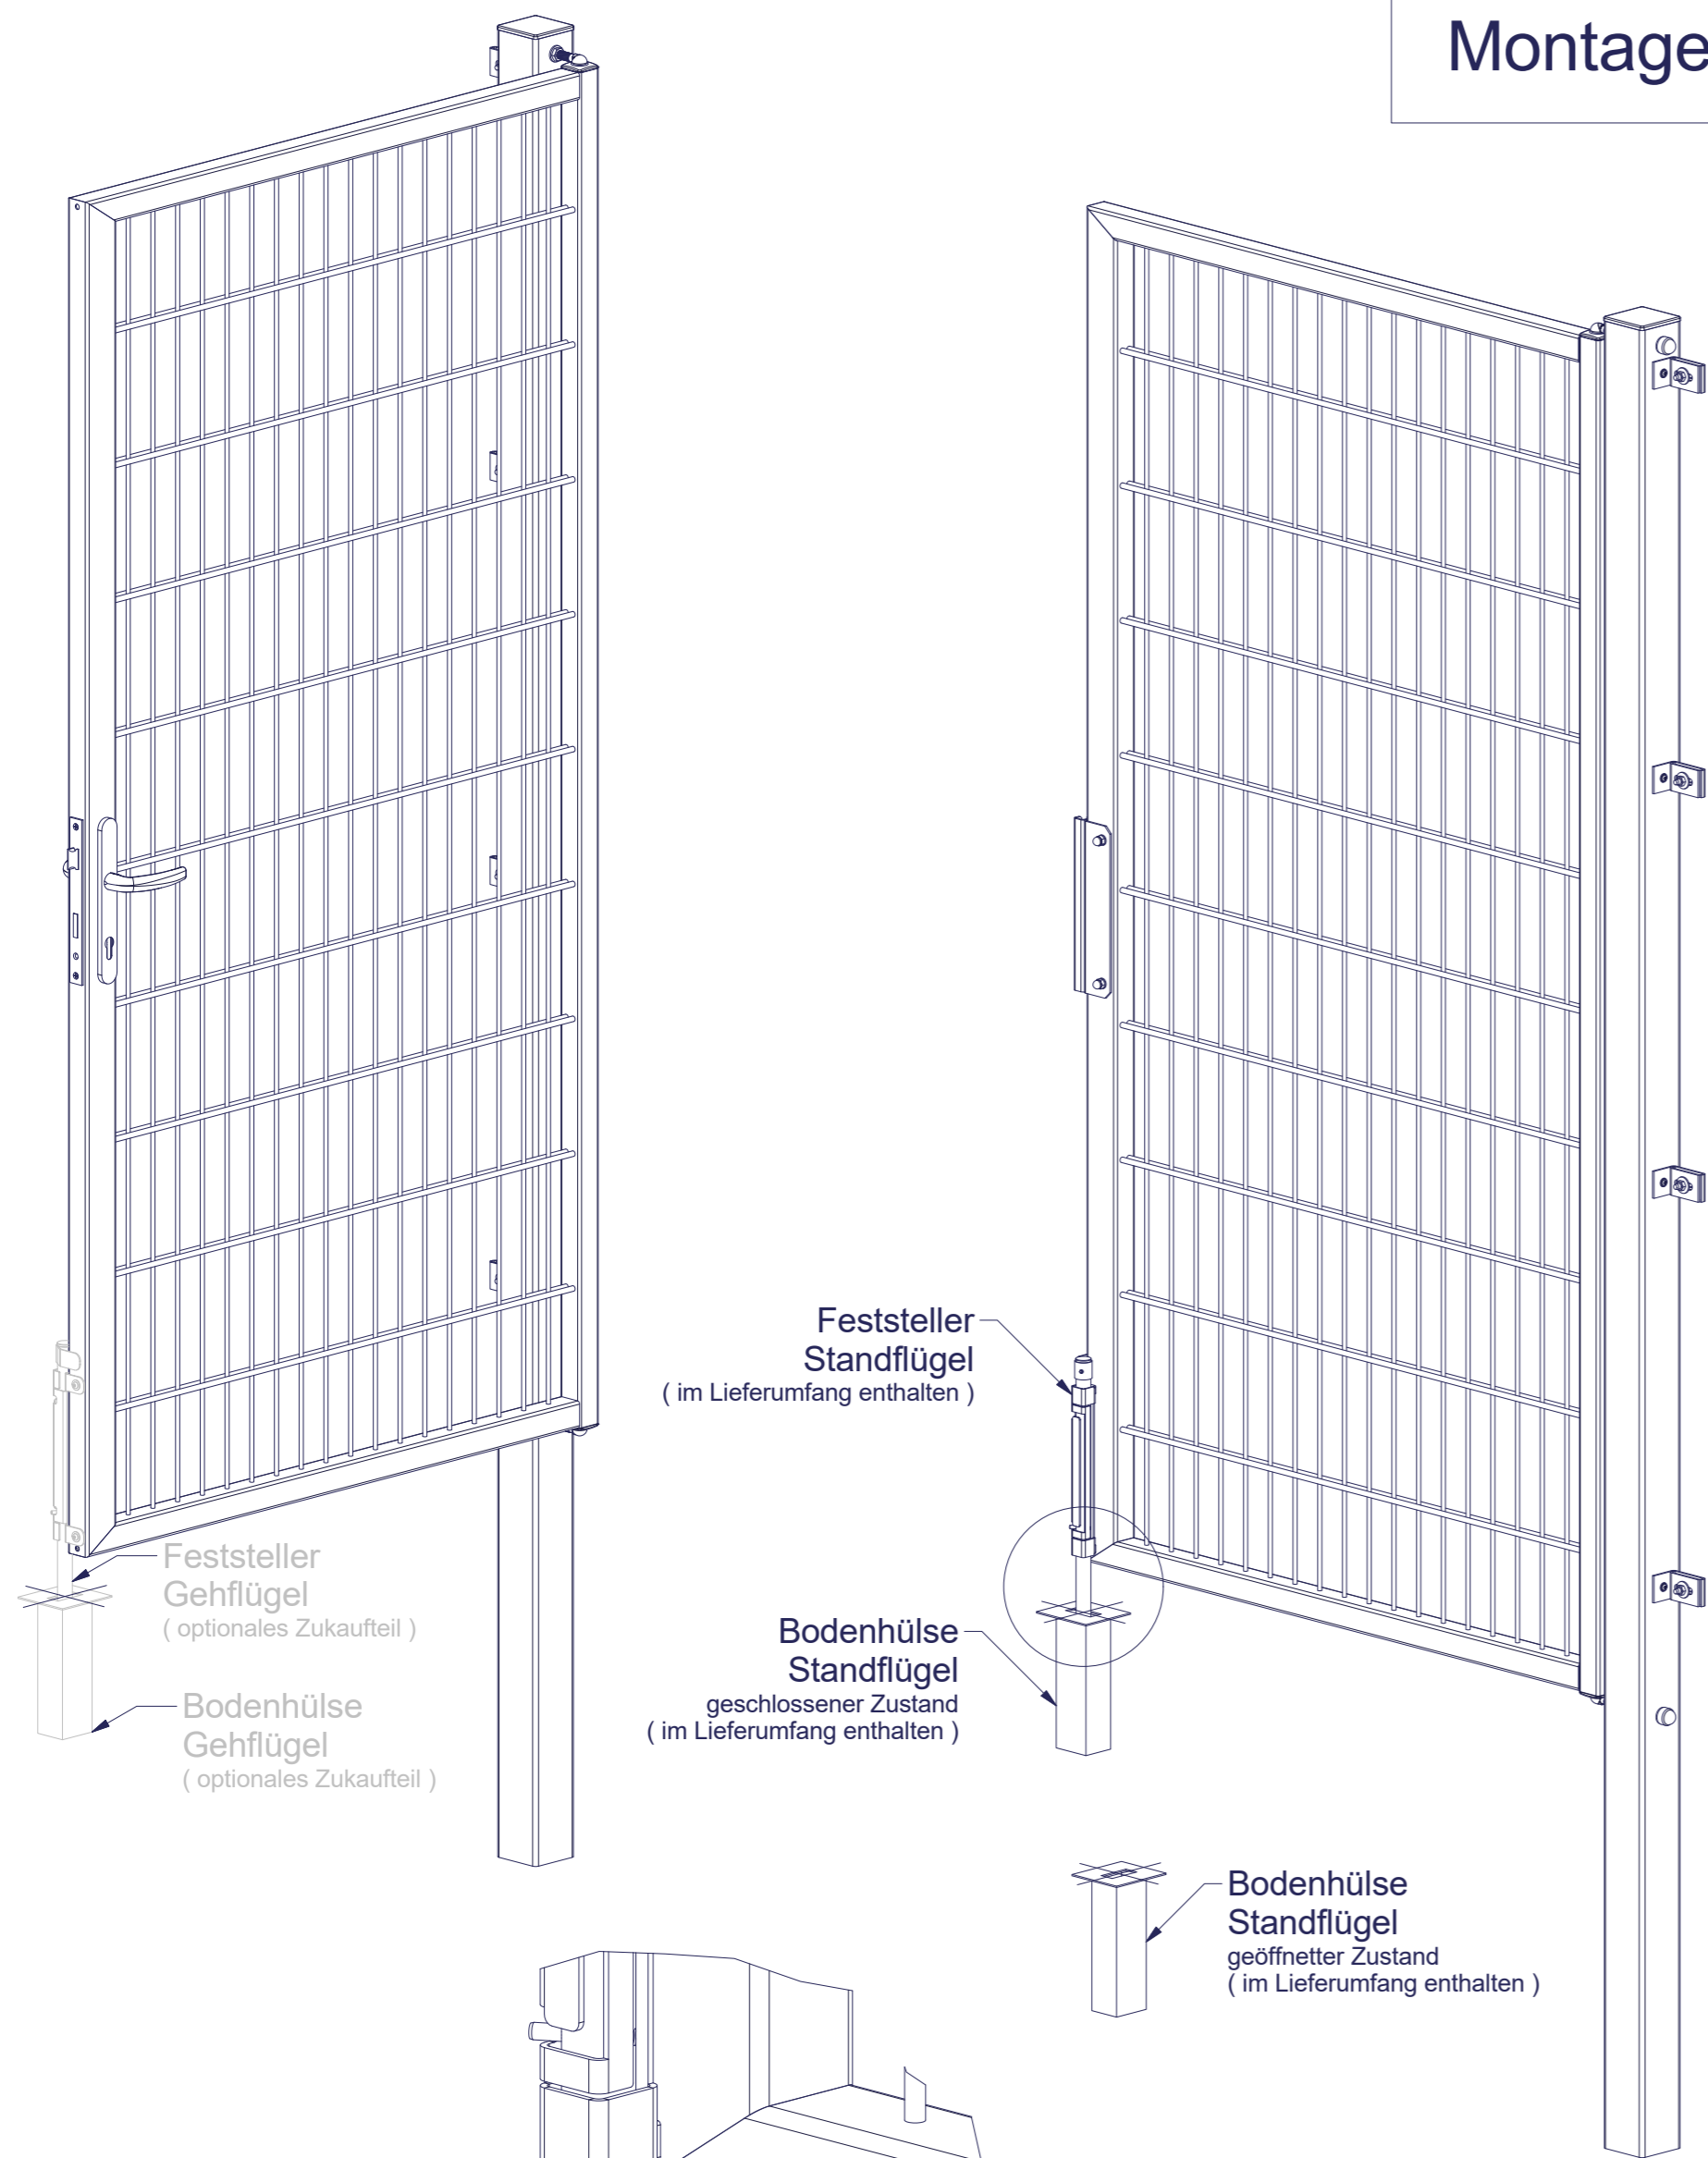 Montage
Feststeller
Standflügel
( im Lieferumfang enthalten )
Feststeller
Gehflügel
( optionales Zukaufteil )
Bodenhülse
Standflügel
geschlossener Zustand
( im Lieferumfang enthalten )
Bodenhülse
Gehflügel
( optionales Zukaufteil )
Bodenhülse
Standflügel
geöffnetter Zustand
( im Lieferumfang enthalten )